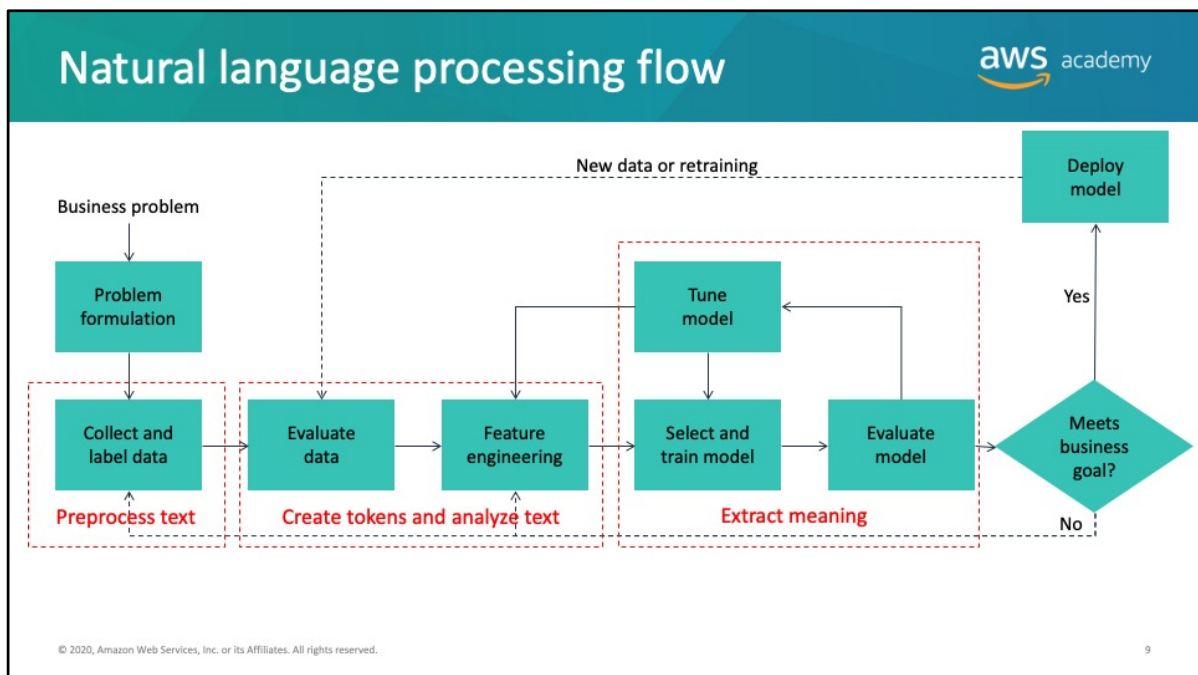 Natural language processing flow
aws academy
New data or retraining
Deploy
model
Business problem
Problem
formulation
Tune
model
Yes
Collect and
label data
Evaluate
data
Feature
engineering
Select and
train model
Evaluate
model
Meets
business
goal?
Preprocess text
Create tokens and analyze text
Extract meaning
No
© 2020, Amazon Web Services, Inc. or its Affiliates. All rights reserved.
9